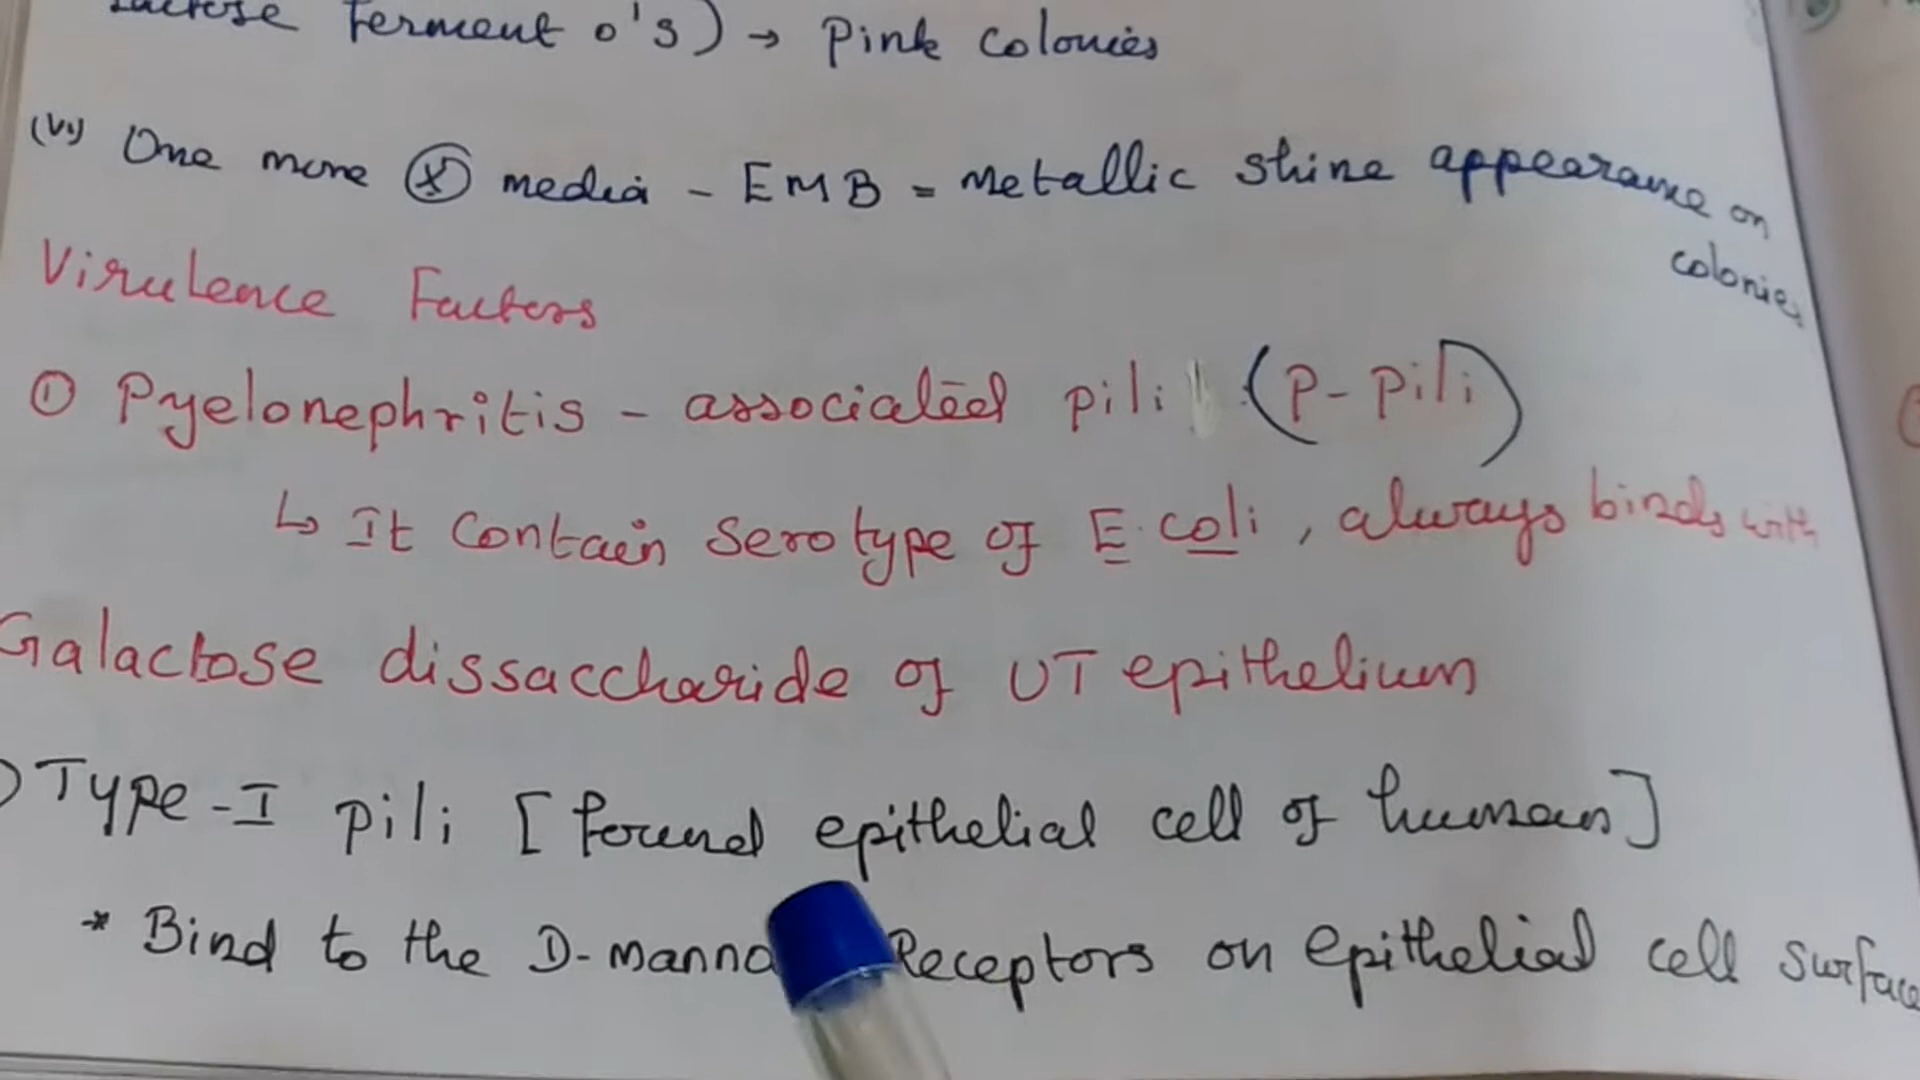 Ferment o's) → Pink colonies
(vi) One more media - EMB = Metallic shine appearance on
colonies
Virulence Factors
① Pyelonephritis - associated pili (P-pili)
↳ It contain serotype of E.coli, always binds with
Galactose dissaccharide of UT epithelium
) Type-I pili [found epithelial cell of human]
* Bind to the D-manno Receptors on epithelial cell surface